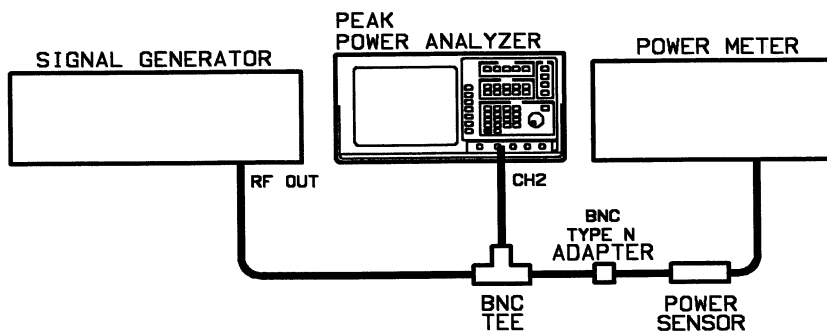 PEAK
POWER ANALYZER
SIGNAL GENERATOR
POWER METER
RF OUT
CH2
BNC
TYPE N
ADAPTER
BNC
TEE
POWER
SENSOR